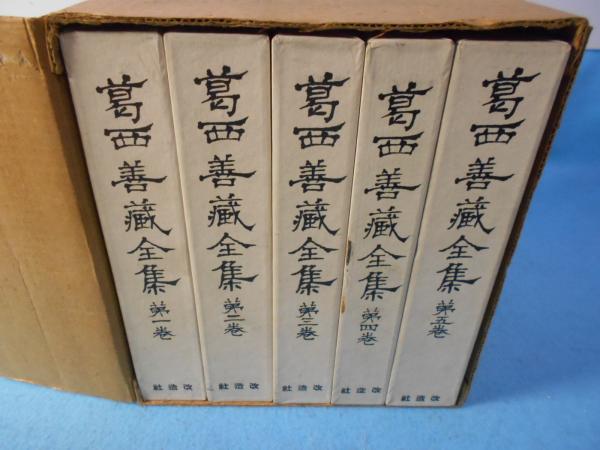 葛西善藏全集 第一巻
社造改
葛西善藏全集 第二巻
社造改
葛西善藏全集 第三巻
社造改
葛西善藏全集 第四巻
社造改
葛西善藏全集 第五巻
社造改